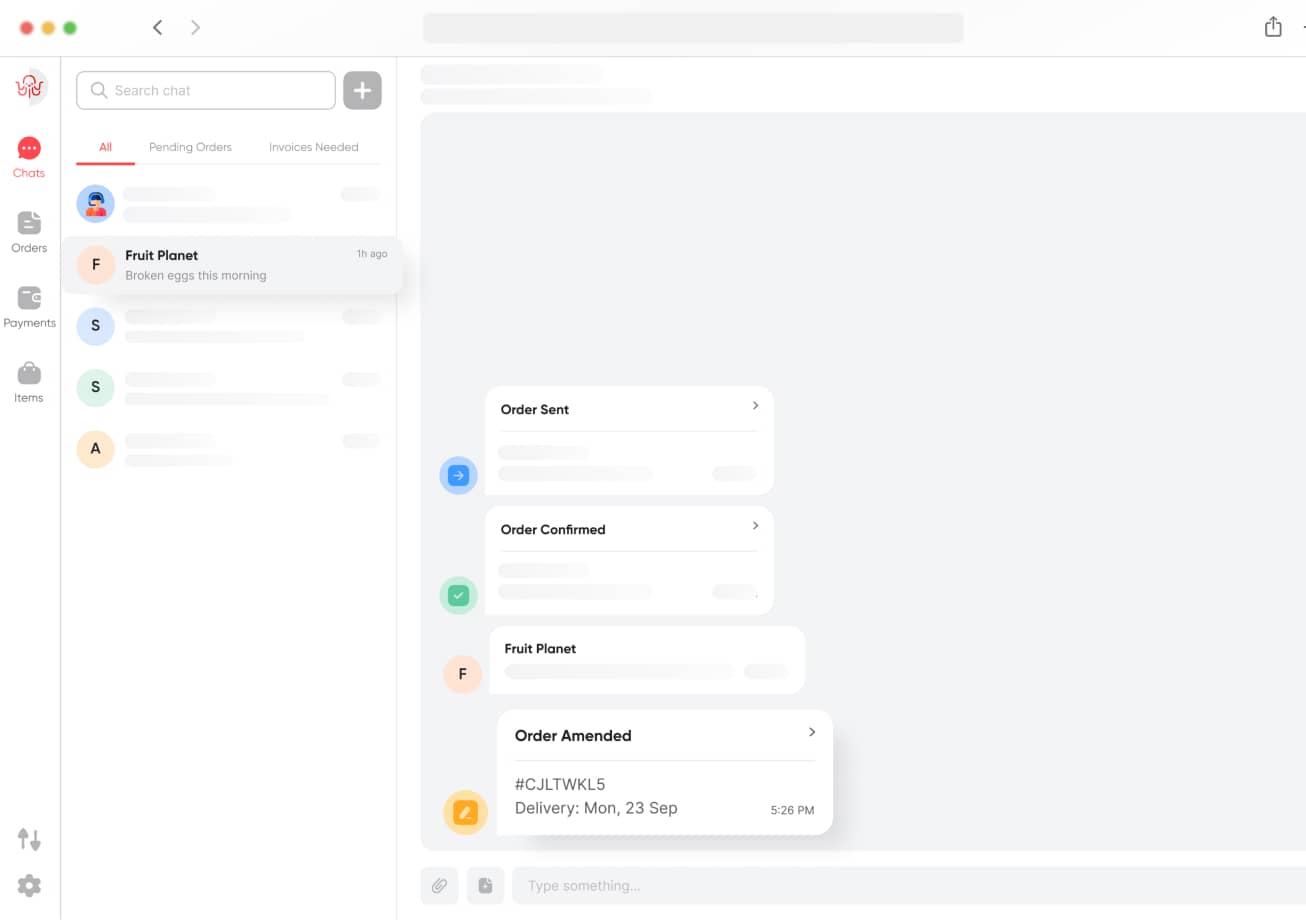 Search chat
All
Pending Orders
Invoices Needed
Chats
Orders
Payments
Items
F
Fruit Planet
1h ago
Broken eggs this morning
S
S
A
Order Sent
Order Confirmed
F
Fruit Planet
Order Amended
#CJLTWKL5
Delivery: Mon, 23 Sep
5:26 PM
Type something...